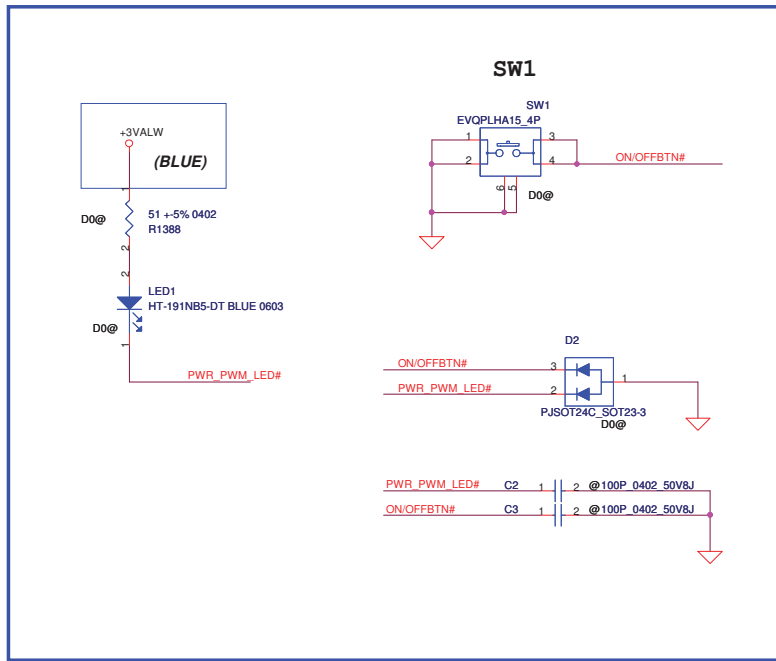 SW1
+3VALW
(BLUE)
1
D0@
51 +-5% 0402
R1388
2
2
LED1
HT-191NB5-DT BLUE 0603
D0@
1
PWR_PWM_LED#
SW1
EVQPLHA15_4P
1
3
2
4
ON/OFFBTN#
6
5
D0@
D2
ON/OFFBTN#
3
1
PWR_PWM_LED#
2
PJSOT24C_SOT23-3
D0@
PWR_PWM_LED# C2 1 2 @100P_0402_50V8J
ON/OFFBTN# C3 1 2 @100P_0402_50V8J